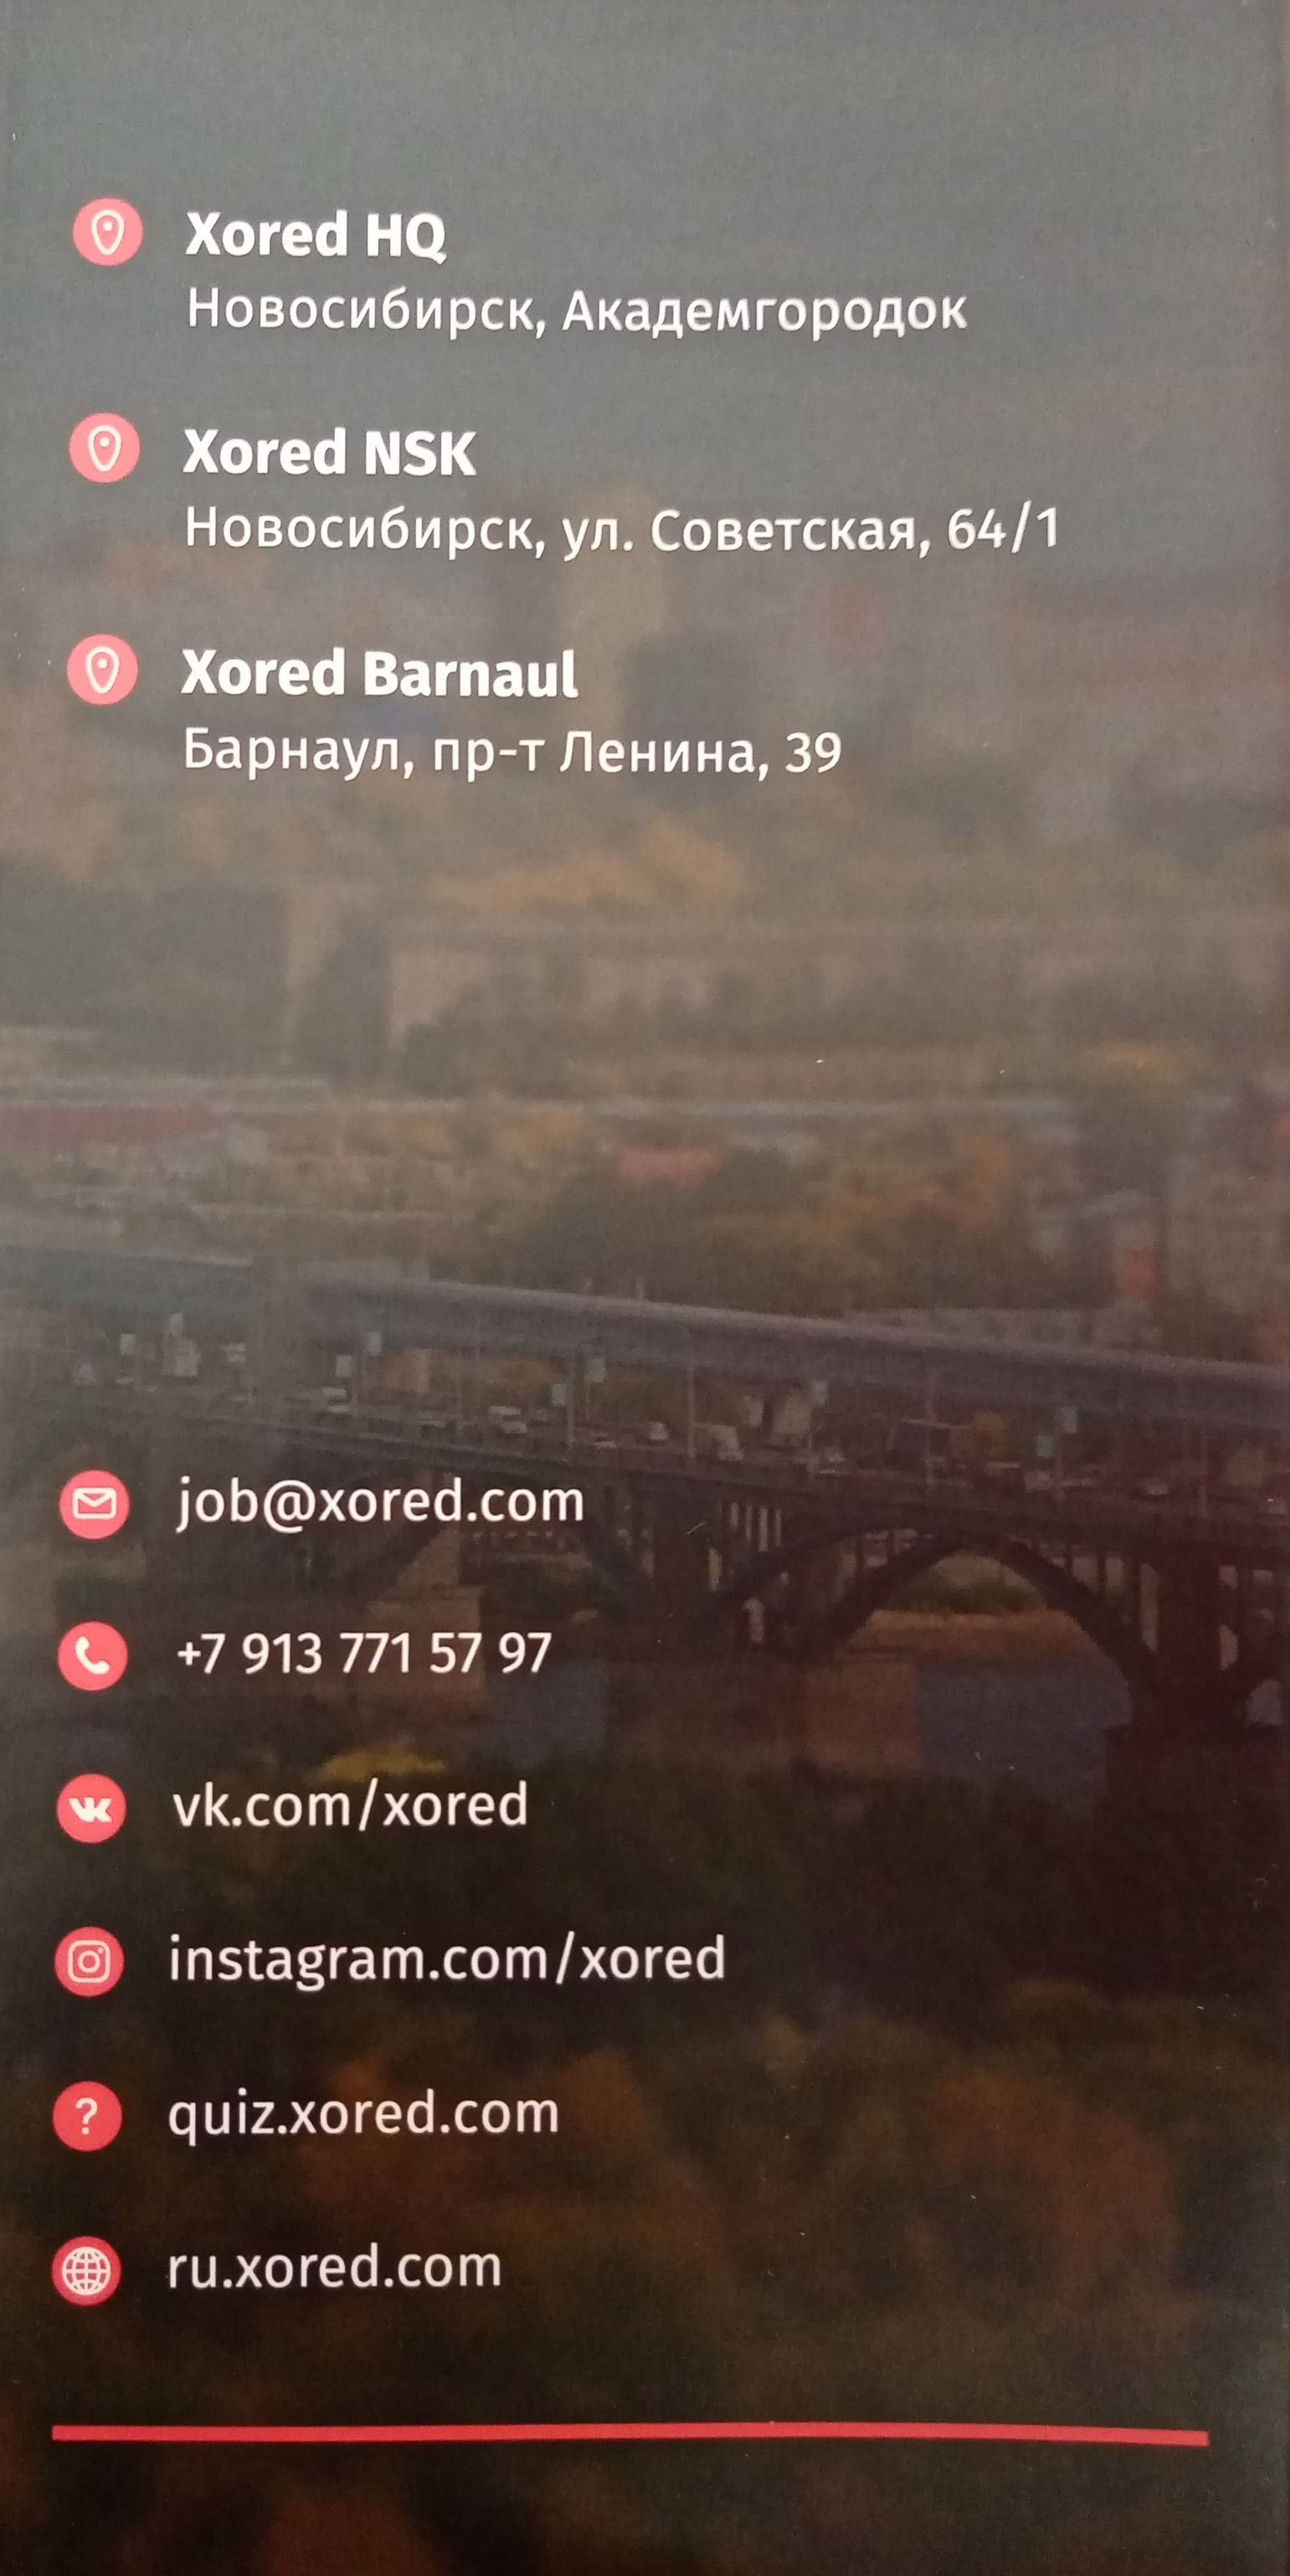 Xored HQ
Новосибирск, Академгородок
Xored NSK
Новосибирск, ул. Советская, 64/1
Xored Barnaul
Барнаул, пр-т Ленина, 39
job@xored.com
+7 913 771 57 97
vk.com/xored
instagram.com/xored
quiz.xored.com
ru.xored.com